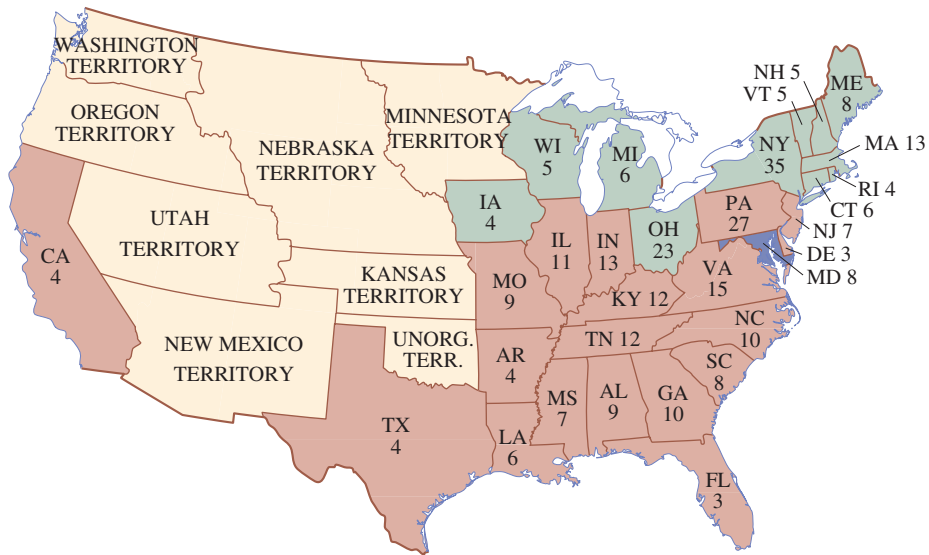 WASHINGTON
TERRITORY
OREGON
TERRITORY
NEBRASKA
TERRITORY
MINNESOTA
TERRITORY
UTAH
TERRITORY
KANSAS
TERRITORY
NEW MEXICO
TERRITORY
UNORG.
TERR.
CA
4
TX
4
IA
4
MO
9
AR
4
LA
6
WI
5
MI
6
IL
11
IN
13
OH
23
KY 12
TN 12
MS
7
AL
9
GA
10
FL
3
SC
8
NC
10
VA
15
PA
27
NY
35
NH 5
VT 5
ME
8
MA 13
RI 4
CT 6
NJ 7
DE 3
MD 8